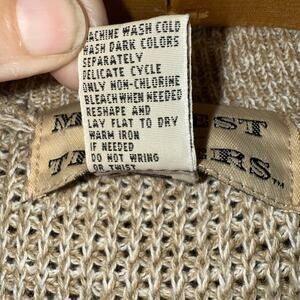 MACHINE WASH COLD
WASH DARK COLORS
SEPARATELY
DELICATE CYCLE
ONLY NON-CHLORINE
BLEACH WHEN NEEDED
RESHAPE AND
LAY FLAT TO DRY
WARM IRON
IF NEEDED
DO NOT WRING
OR TWIST